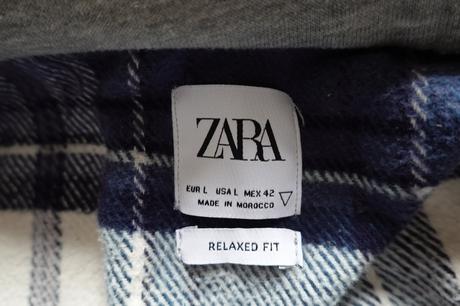 ZARA
EUR L USA L MEX 42
MADE IN MOROCCO
RELAXED FIT